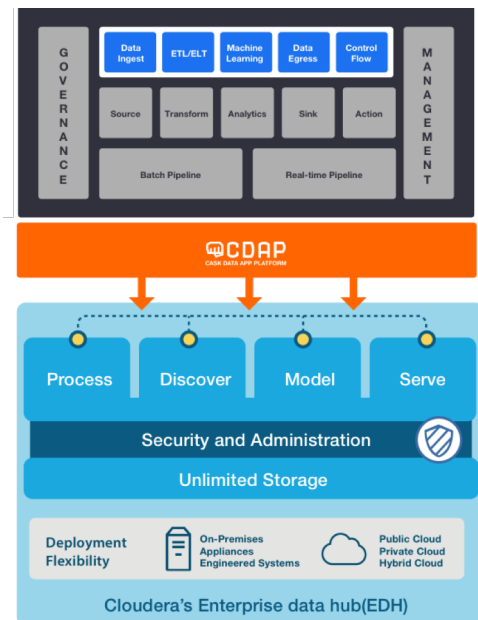 GOVERNANCE
Data
Ingest
ETL/ELT
Machine
Learning
Data
Egress
Control
Flow
MANAGEMENT
Source
Transform
Analytics
Sink
Action
Batch Pipeline
Real-time Pipeline
CDAP
CASK DATA APP PLATFORM
Process
Discover
Model
Serve
Security and Administration
Unlimited Storage
Deployment
Flexibility
On-Premises
Appliances
Engineered Systems
Public Cloud
Private Cloud
Hybrid Cloud
Cloudera's Enterprise data hub(EDH)